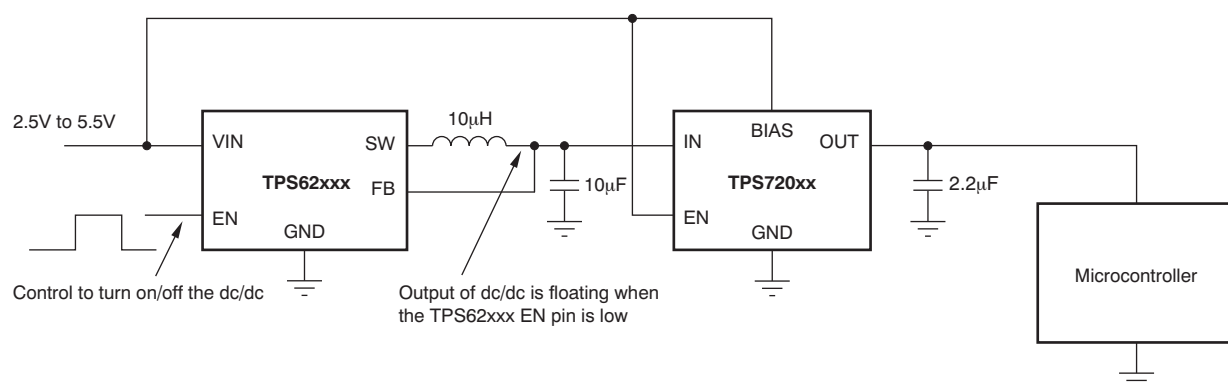 2.5V to 5.5V
VIN
SW
TPS62xxx
FB
EN
GND
Control to turn on/off the dc/dc
10μH
10μF
Output of dc/dc is floating when
the TPS62xxx EN pin is low
IN
BIAS
OUT
TPS720xx
EN
GND
2.2μF
Microcontroller